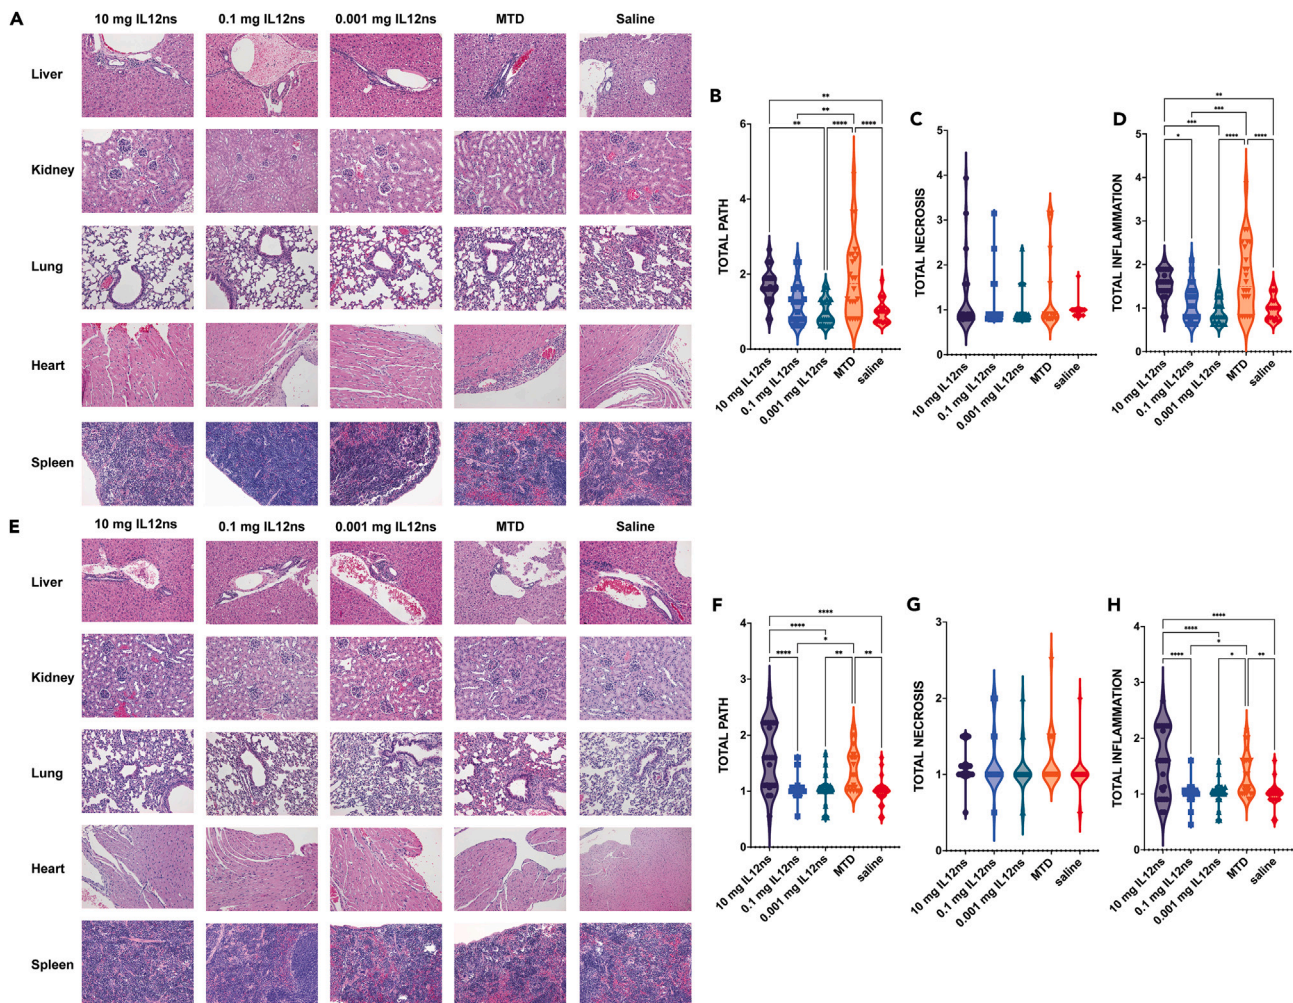 A
10 mg IL12ns 0.1 mg IL12ns 0.001 mg IL12ns MTD Saline
Liver
Kidney
Lung
Heart
Spleen
B
TOTAL PATH
6
4
2
0
** ** ** **** ****
10 mg IL12ns 0.1 mg IL12ns 0.001 mg IL12ns MTD saline
C
TOTAL NECROSIS
5
4
3
2
1
0
10 mg IL12ns 0.1 mg IL12ns 0.001 mg IL12ns MTD saline
D
TOTAL INFLAMMATION
5
4
3
2
1
0
** *** *** * **** ****
10 mg IL12ns 0.1 mg IL12ns 0.001 mg IL12ns MTD saline
E
10 mg IL12ns 0.1 mg IL12ns 0.001 mg IL12ns MTD Saline
Liver
Kidney
Lung
Heart
Spleen
F
TOTAL PATH
4
3
2
1
0
**** **** * **** ** **
10 mg IL12ns 0.1 mg IL12ns 0.001 mg IL12ns MTD saline
G
TOTAL NECROSIS
3
2
1
0
10 mg IL12ns 0.1 mg IL12ns 0.001 mg IL12ns MTD saline
H
TOTAL INFLAMMATION
4
3
2
1
0
**** **** * **** * **
10 mg IL12ns 0.1 mg IL12ns 0.001 mg IL12ns MTD saline